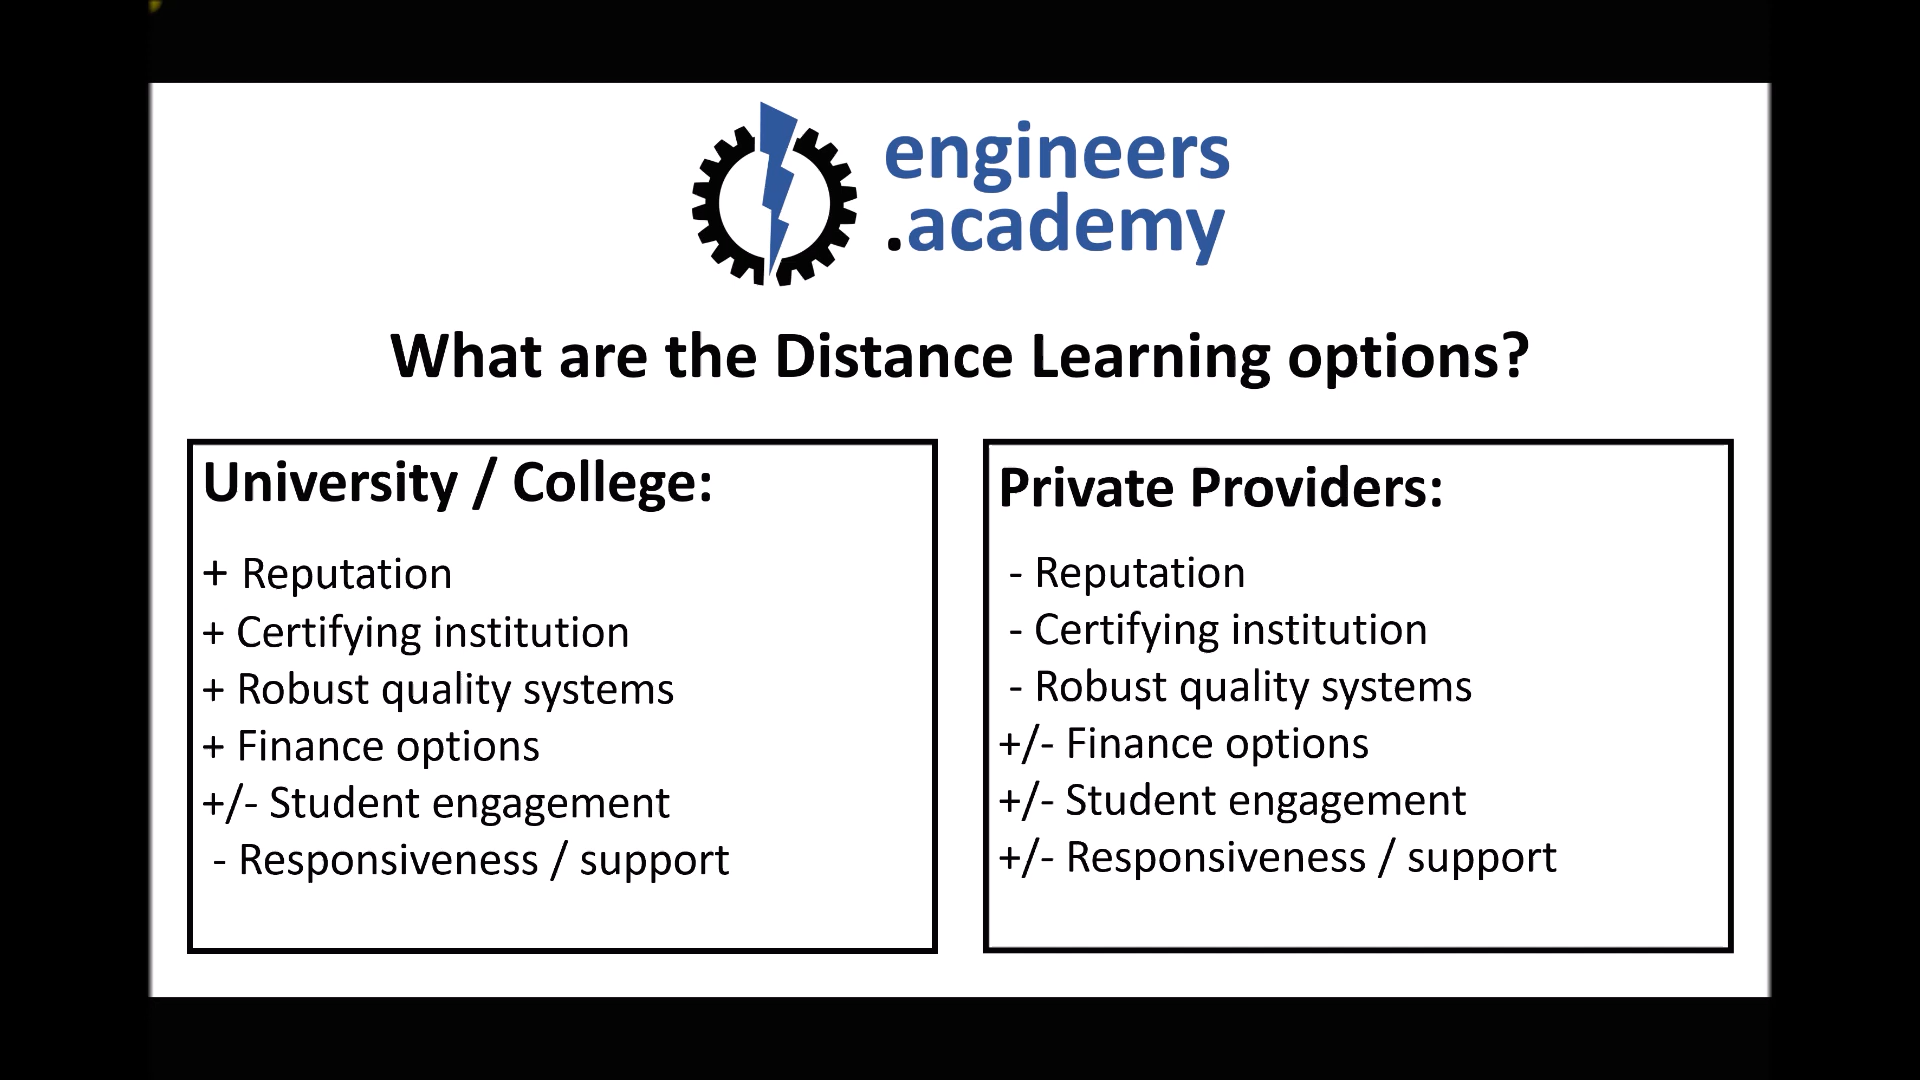 engineers
.academy
What are the Distance Learning options?
University / College:
+ Reputation
+ Certifying institution
+ Robust quality systems
+ Finance options
+/- Student engagement
- Responsiveness / support
Private Providers:
- Reputation
- Certifying institution
- Robust quality systems
+/- Finance options
+/- Student engagement
+/- Responsiveness / support